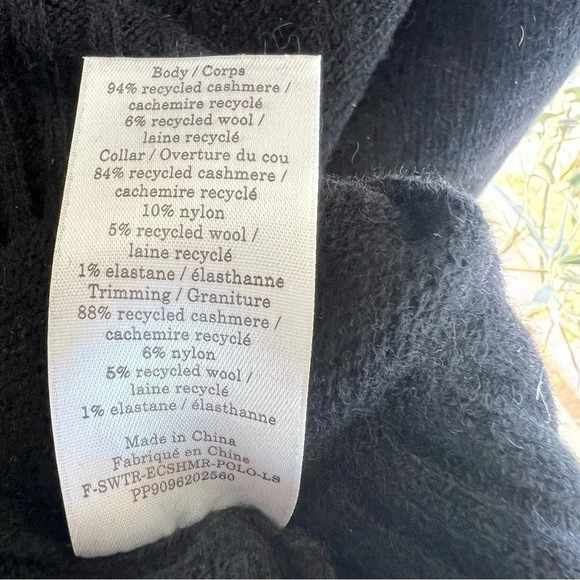 Body / Corps
94% recycled cashmere /
cachemire recyclé
6% recycled wool /
laine recyclé
Collar / Overture du cou
84% recycled cashmere /
cachemire recyclé
10% nylon
5% recycled wool /
laine recyclé
1% elastane / élasthanne
Trimming / Graniture
88% recycled cashmere /
cachemire recyclé
6% nylon
5% recycled wool /
laine recyclé
1% elastane / élasthanne
Made in China
Fabriqué en Chine
F-SWTR-ECSHMR-POLO-LS
PP9096202560